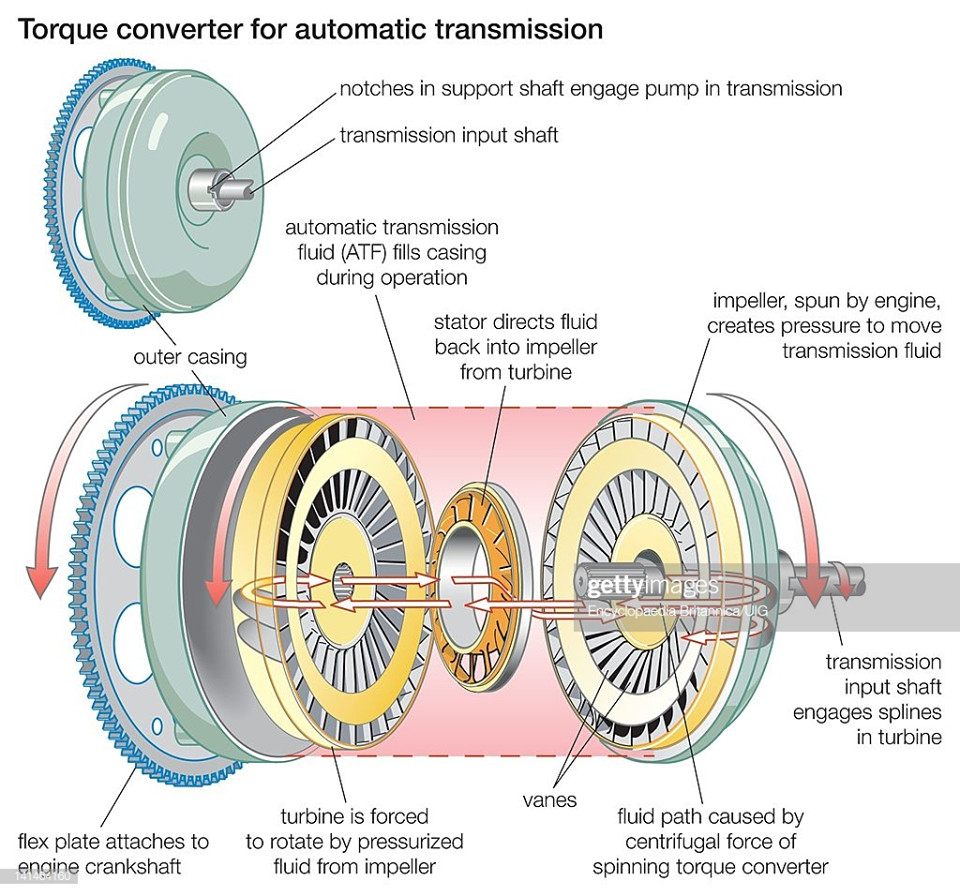 Torque converter for automatic transmission
notches in support shaft engage pump in transmission
transmission input shaft
automatic transmission
fluid (ATF) fills casing
during operation
stator directs fluid
back into impeller
from turbine
impeller, spun by engine,
creates pressure to move
transmission fluid
outer casing
gettyimages
Encyclopaedia Britannica/UIG
transmission
input shaft
engages splines
in turbine
vanes
flex plate attaches to
engine crankshaft
turbine is forced
to rotate by pressurized
fluid from impeller
fluid path caused by
centrifugal force of
spinning torque converter
141464160